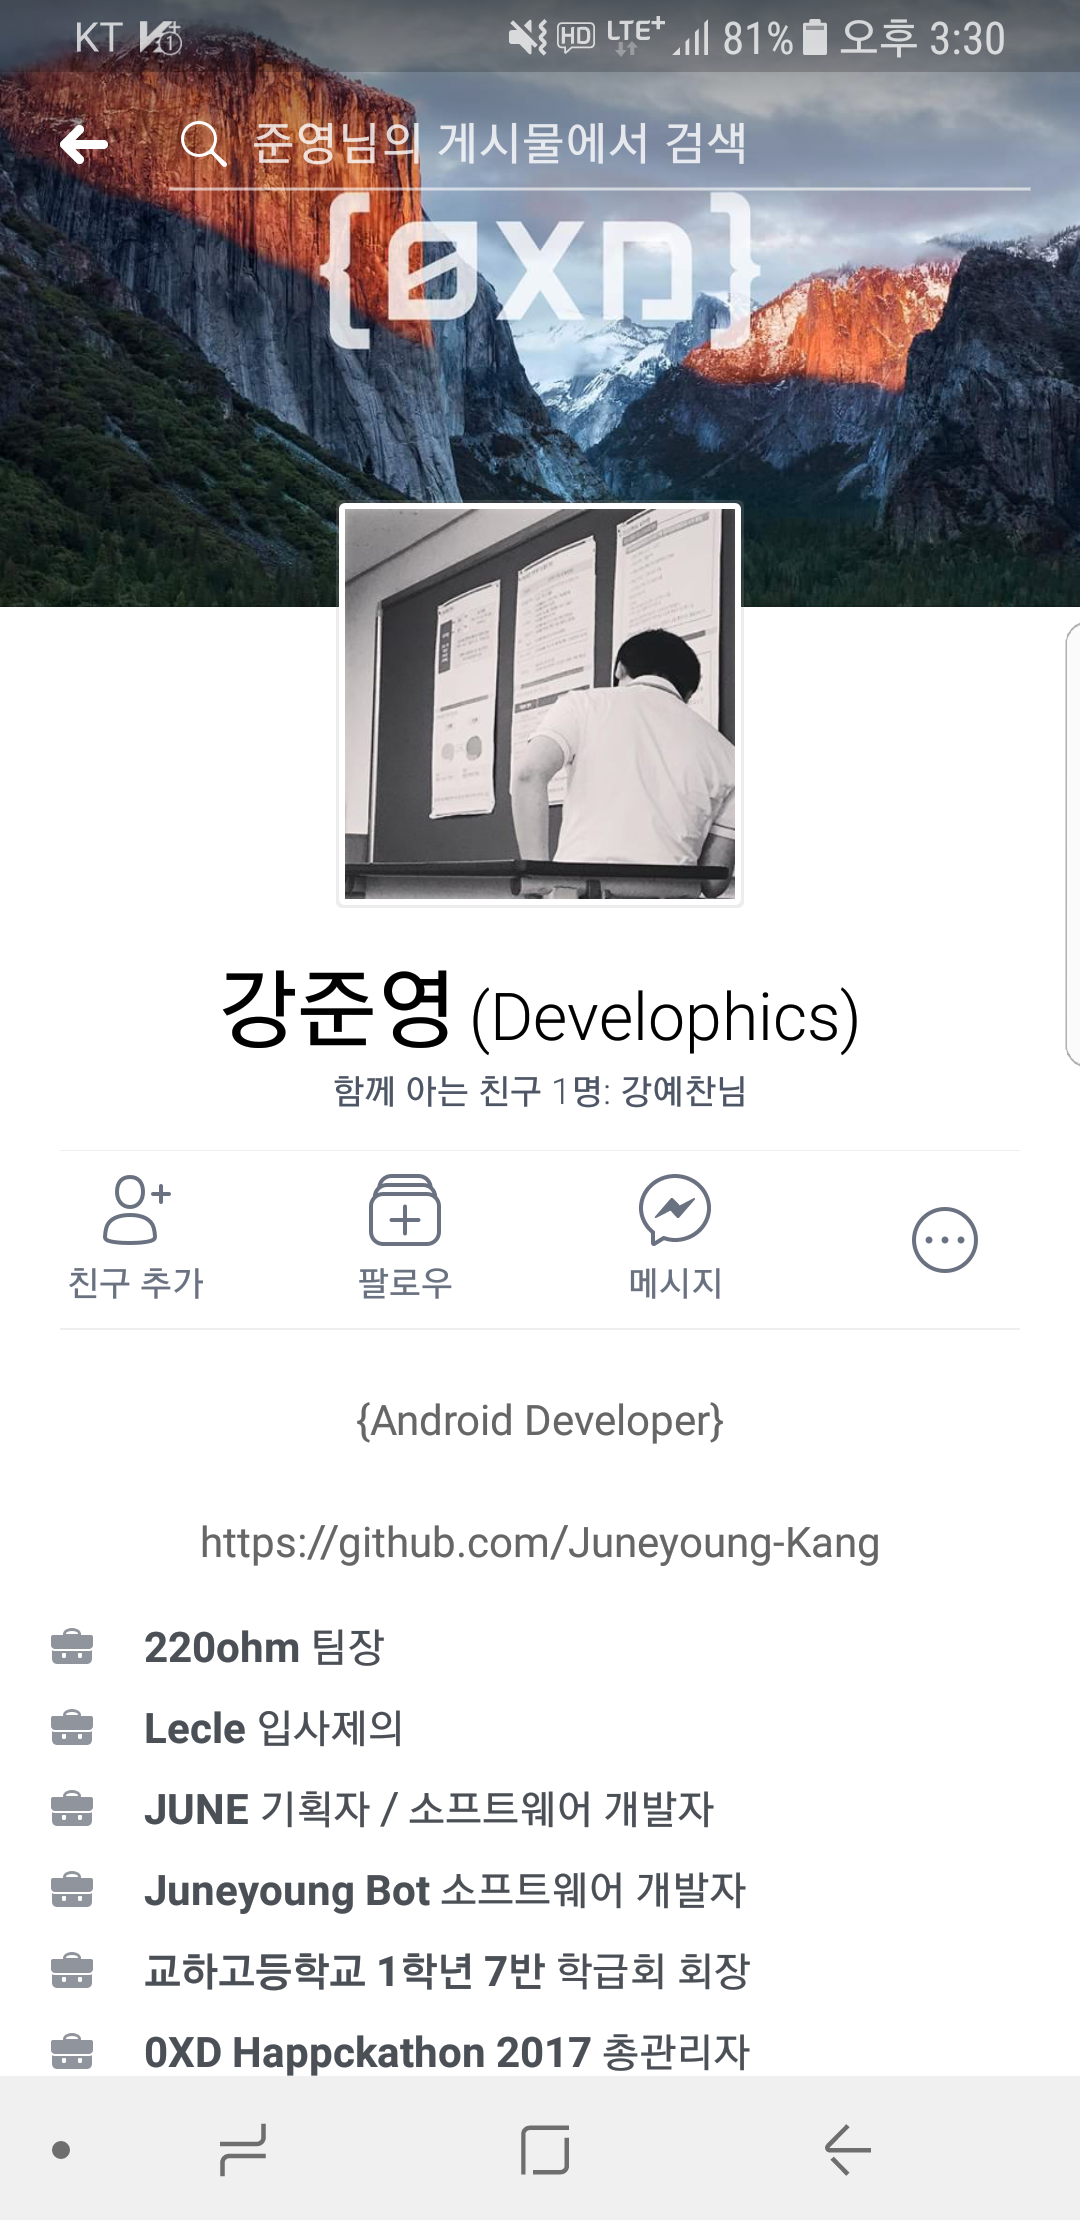 KT 81% 오후 3:30
HD LTE+
준영님의 게시물에서 검색
{0XD}
강준영 (Develophics)
함께 아는 친구 1명: 강예찬님
친구 추가 팔로우 메시지
{Android Developer}
https://github.com/Juneyoung-Kang
220ohm 팀장
Lecle 입사제의
JUNE 기획자 / 소프트웨어 개발자
Juneyoung Bot 소프트웨어 개발자
교하고등학교 1학년 7반 학급회 회장
0XD Happckathon 2017 총관리자